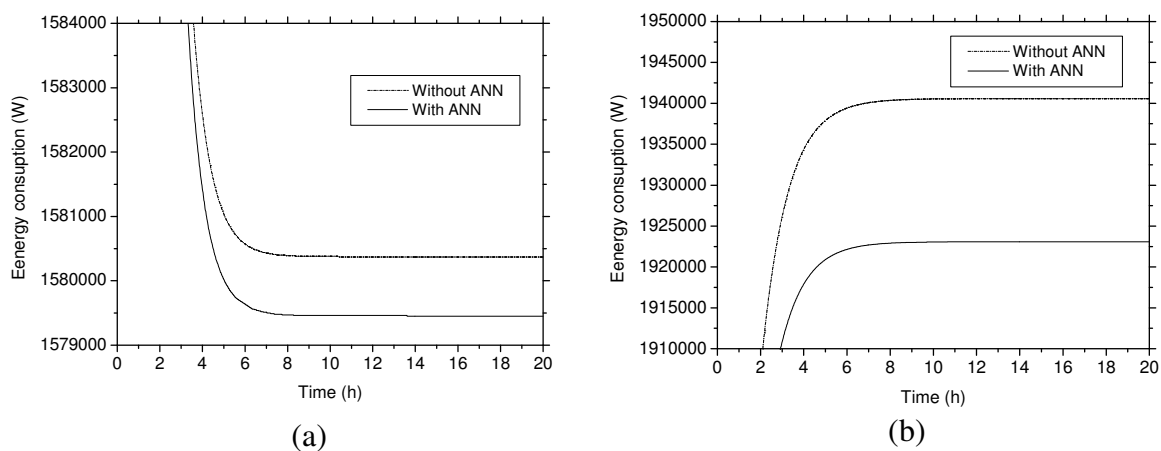 1584000
1583000
1582000
1581000
1580000
1579000
Eenergy consuption (W)
Without ANN
With ANN
0 2 4 6 8 10 12 14 16 18 20
Time (h)
(a)
1950000
1945000
1940000
1935000
1930000
1925000
1920000
1915000
1910000
Eenergy consuption (W)
Without ANN
With ANN
0 2 4 6 8 10 12 14 16 18 20
Time (h)
(b)